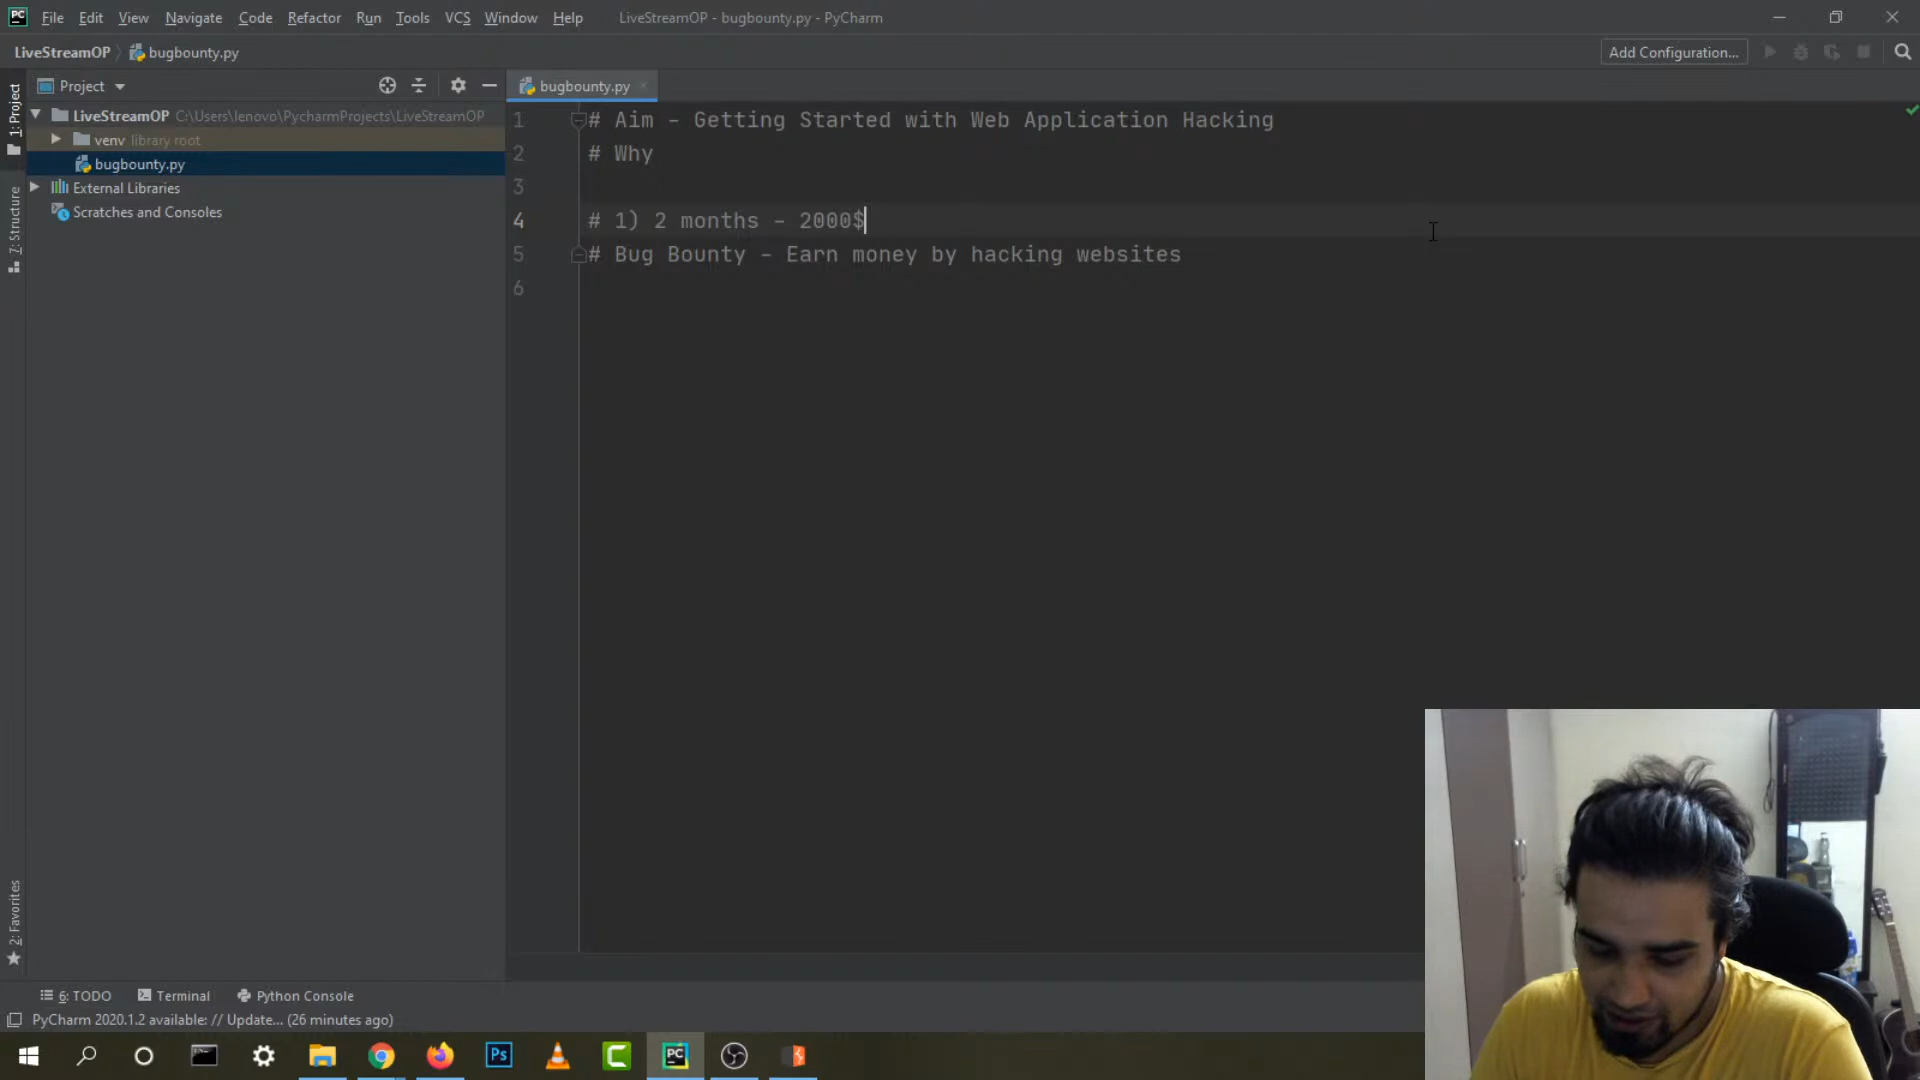 PC File Edit View Navigate Code Refactor Run Tools VCS Window Help LiveStreamOP - bugbounty.py - PyCharm
LiveStreamOP bugbounty.py Add Configuration...
1: Project
Project
bugbounty.py
LiveStreamOP C:\Users\lenovo\PycharmProjects\LiveStreamOP
venv library root
bugbounty.py
External Libraries
Scratches and Consoles
7: Structure
2: Favorites
1 # Aim - Getting Started with Web Application Hacking
2 # Why
3
4 # 1) 2 months - 2000$
5 # Bug Bounty - Earn money by hacking websites
6
6: TODO Terminal Python Console
PyCharm 2020.1.2 available: // Update... (26 minutes ago)
Ps C PC